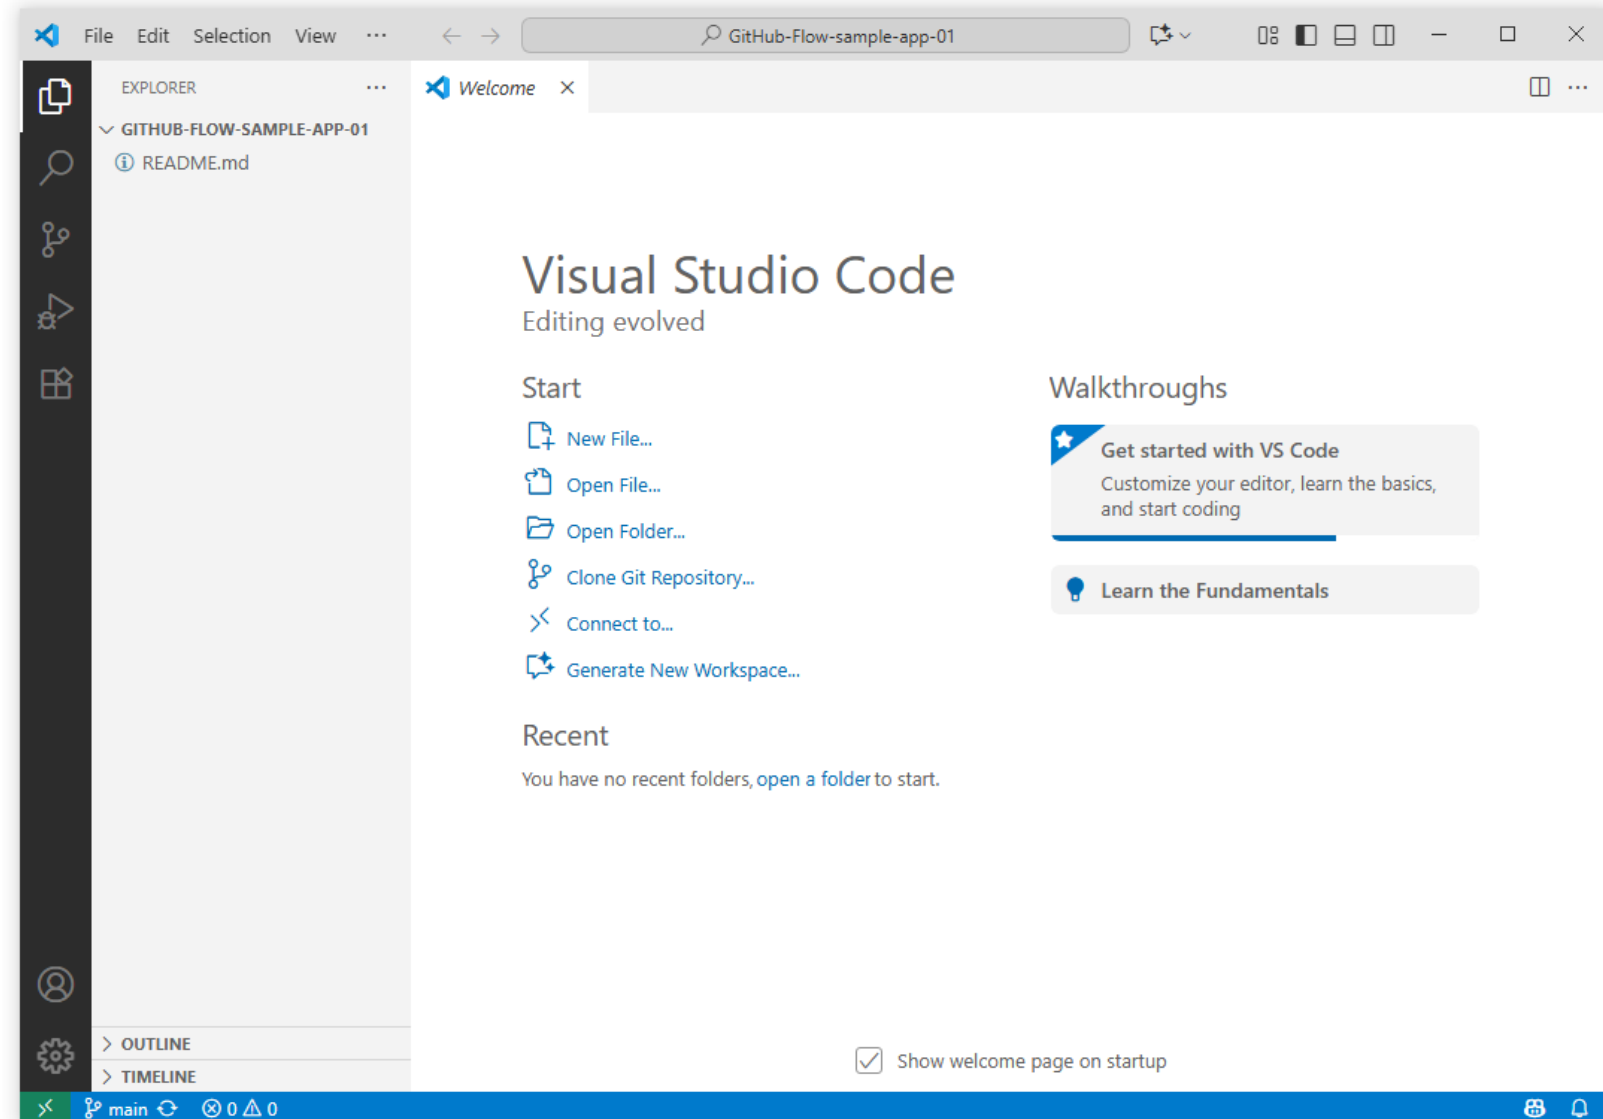 File Edit Selection View ··· GitHub-Flow-sample-app-01
EXPLORER ···
Welcome
GITHUB-FLOW-SAMPLE-APP-01
README.md
Visual Studio Code
Editing evolved
Start
New File...
Open File...
Open Folder...
Clone Git Repository...
Connect to...
Generate New Workspace...
Recent
You have no recent folders, open a folder to start.
Walkthroughs
Get started with VS Code
Customize your editor, learn the basics,
and start coding
Learn the Fundamentals
OUTLINE
TIMELINE
Show welcome page on startup
main 0 0